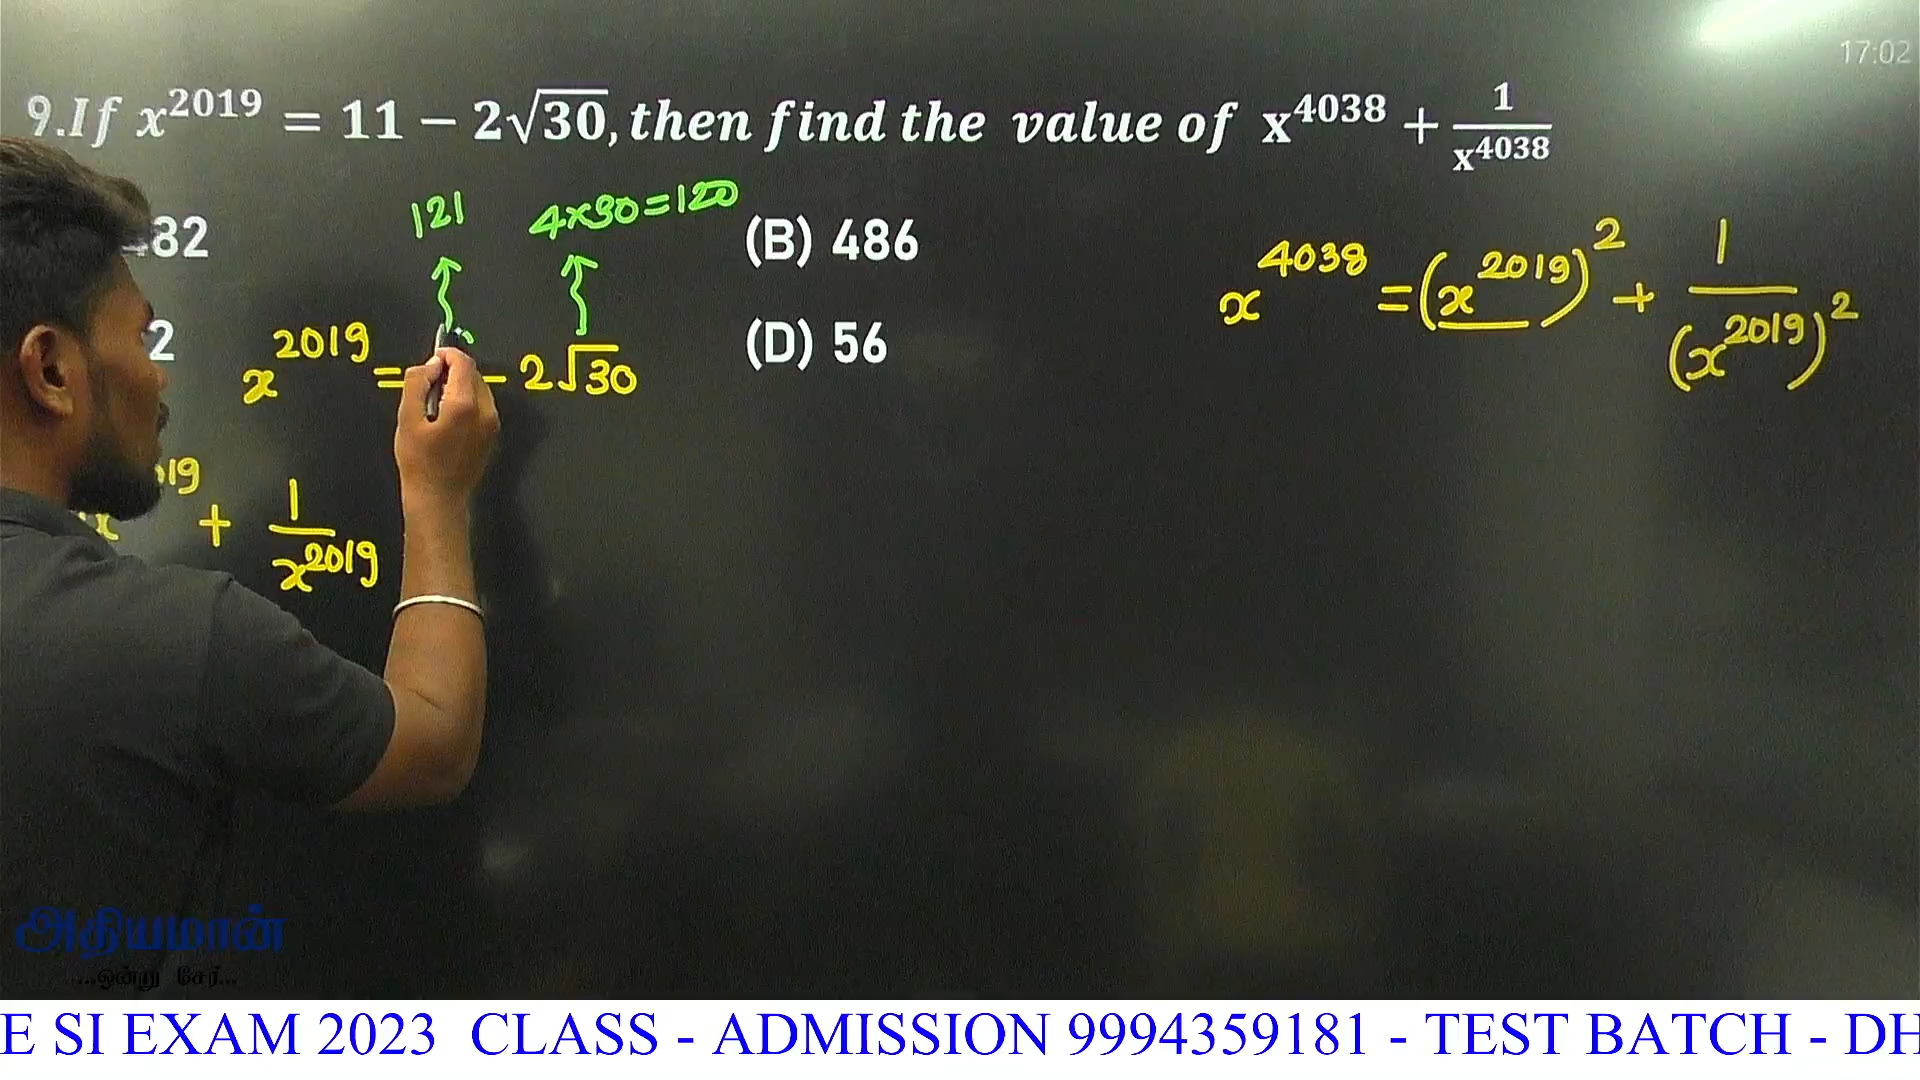 17:02
9.If x^2019 = 11 − 2√30, then find the value of x^4038 + 1/x^4038
82
(B) 486
2
(D) 56
121
4×30=120
x^2019 = − 2√30
x^4038 = (x^2019)^2 + 1/(x^2019)^2
19 + 1/x^2019
அதியமான்
...ஒன்று சேர்...
E SI EXAM 2023 CLASS - ADMISSION 9994359181 - TEST BATCH - DH